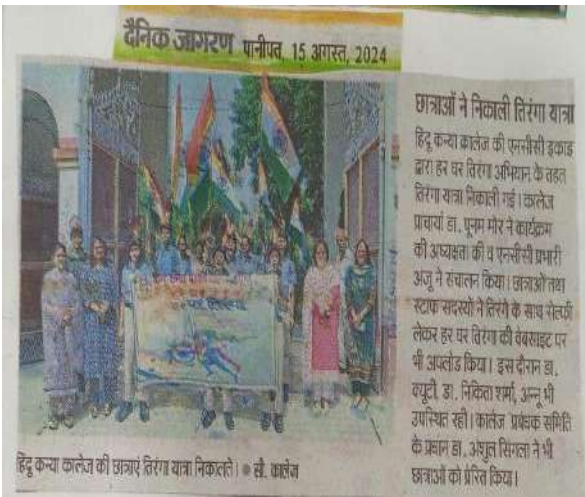 दैनिक जागरण पानीपत, 15 अगस्त, 2024
छात्राओं ने निकाली तिरंगा यात्रा
हिंदू कन्या कालेज की एनसीसी इकाई
द्वारा हर घर तिरंगा अभियान के तहत
तिरंगा यात्रा निकाली गई। कालेज
प्राचार्या डा. पूनम मोर ने कार्यक्रम
की अध्यक्षता की व एनसीसी प्रभारी
अंजू ने संचालन किया। छात्राओं तथा
स्टाफ सदस्यों ने तिरंगे के साथ सेल्फी
लेकर हर घर तिरंगा की वेबसाइट पर
भी अपलोड किया। इस दौरान डा.
क्यूटी, डा. निकिता शर्मा, अन्नू भी
उपस्थित रही। कालेज प्रबंधक समिति
के प्रधान डा. अंशुल सिंगला ने भी
छात्राओं को प्रेरित किया।
हिंदू कन्या कालेज की छात्राएं तिरंगा यात्रा निकालते। ● सौ. कालेज